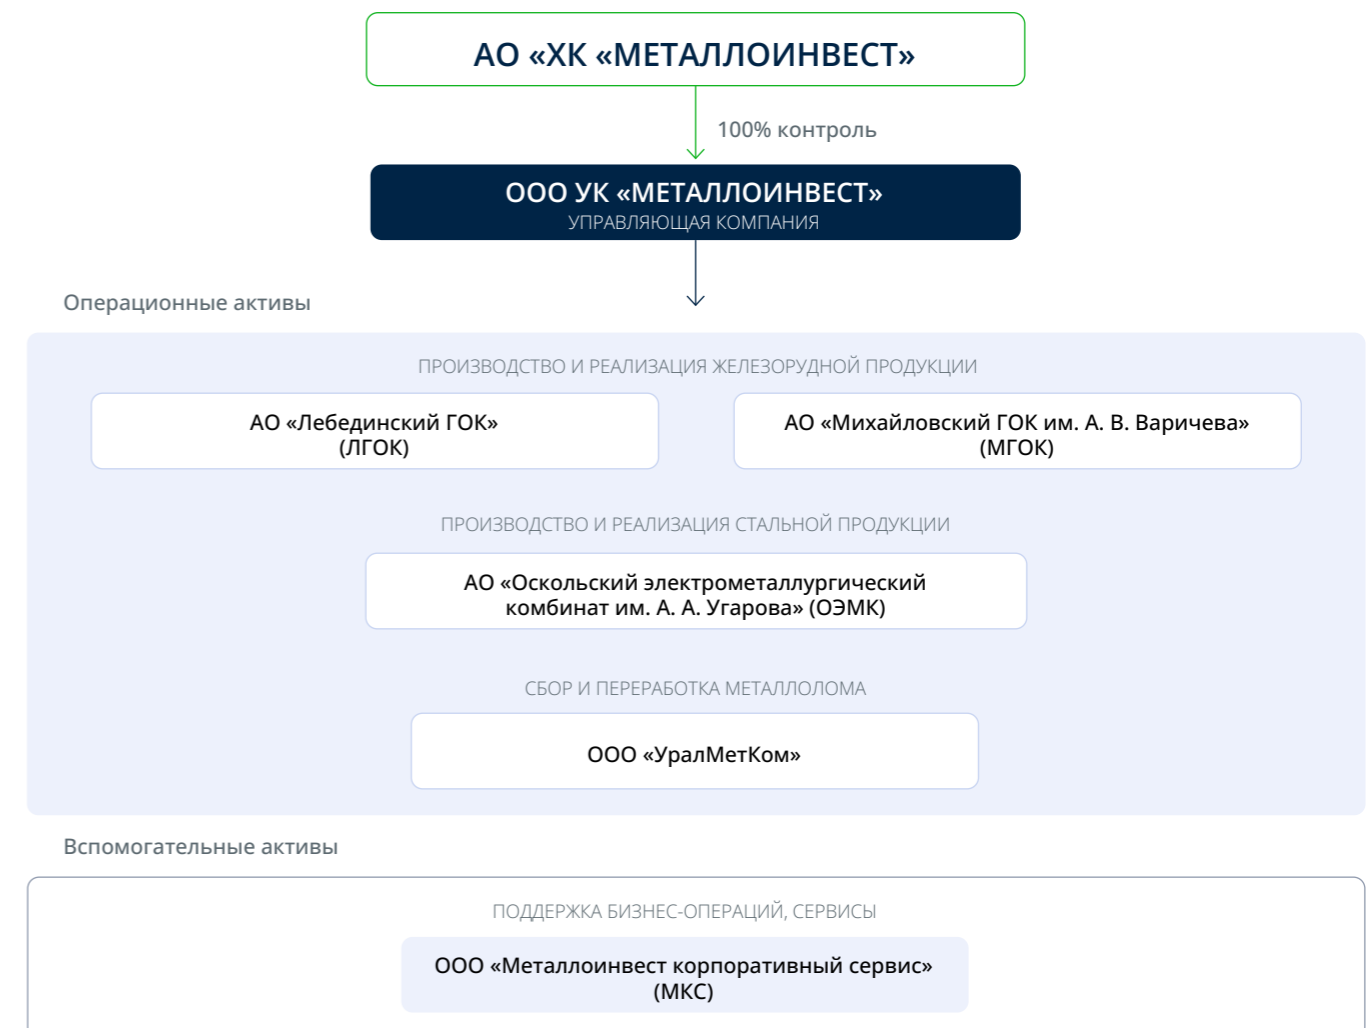 АО «ХК «МЕТАЛЛОИНВЕСТ»
100% контроль
ООО УК «МЕТАЛЛОИНВЕСТ»
УПРАВЛЯЮЩАЯ КОМПАНИЯ
Операционные активы
ПРОИЗВОДСТВО И РЕАЛИЗАЦИЯ ЖЕЛЕЗОРУДНОЙ ПРОДУКЦИИ
АО «Лебединский ГОК»
(ЛГОК)
АО «Михайловский ГОК им. А. В. Варичева»
(МГОК)
ПРОИЗВОДСТВО И РЕАЛИЗАЦИЯ СТАЛЬНОЙ ПРОДУКЦИИ
АО «Оскольский электрометаллургический
комбинат им. А. А. Угарова» (ОЭМК)
СБОР И ПЕРЕРАБОТКА МЕТАЛЛОЛОМА
ООО «УралМетКом»
Вспомогательные активы
ПОДДЕРЖКА БИЗНЕС-ОПЕРАЦИЙ, СЕРВИСЫ
ООО «Металлоинвест корпоративный сервис»
(МКС)